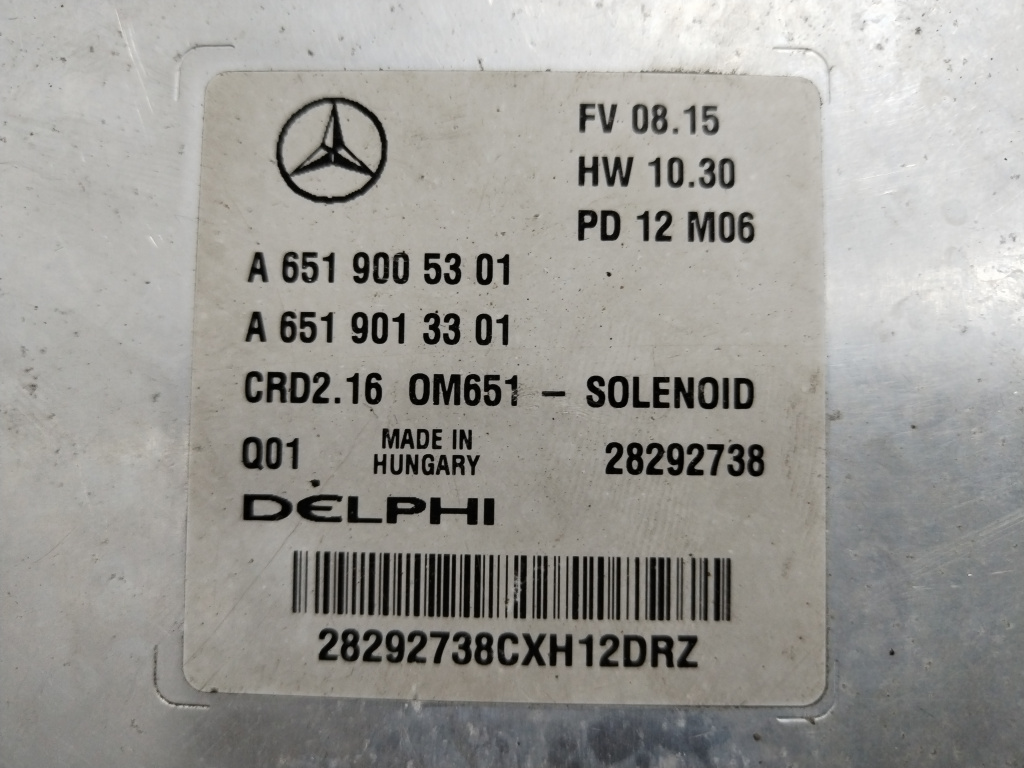 FV 08.15
HW 10.30
PD 12 M06
A 651 900 53 01
A 651 901 33 01
CRD2.16 OM651 – SOLENOID
Q01 MADE IN HUNGARY 28292738
DELPHI
28292738CXH12DRZ